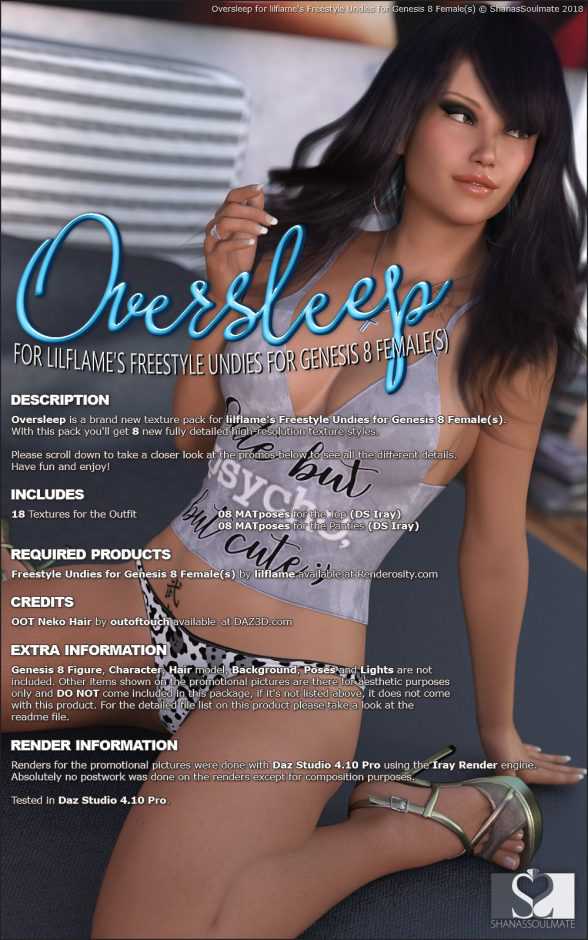 Oversleep for lilflame's Freestyle Undies for Genesis 8 Female(s) © ShanasSoulmate 2018
Oversleep
FOR LILFLAME'S FREESTYLE UNDIES FOR GENESIS 8 FEMALE(S)
DESCRIPTION
Oversleep is a brand new texture pack for lilflame's Freestyle Undies for Genesis 8 Female(s).
With this pack you'll get 8 new fully detailed high-resolution texture styles.
Please scroll down to take a closer look at the promos below to see all the different details.
Have fun and enjoy!
but
psycho,
but cute is
INCLUDES
18 Textures for the Outfit
08 MATposes for the Top (DS Iray)
08 MATposes for the Panties (DS Iray)
REQUIRED PRODUCTS
Freestyle Undies for Genesis 8 Female(s) by lilflame available at Renderosity.com
CREDITS
OOT Neko Hair by outoftouch available at DAZ3D.com
EXTRA INFORMATION
Genesis 8 Figure, Character, Hair model, Background, Poses and Lights are not
included. Other items shown on the promotional pictures are there for aesthetic purposes
only and DO NOT come included in this package, if it's not listed above, it does not come
with this product. For the detailed file list on this product please take a look at the
readme file.
RENDER INFORMATION
Renders for the promotional pictures were done with Daz Studio 4.10 Pro using the Iray Render engine.
Absolutely no postwork was done on the renders except for composition purposes.
Tested in Daz Studio 4.10 Pro.
SHANASSOULMATE